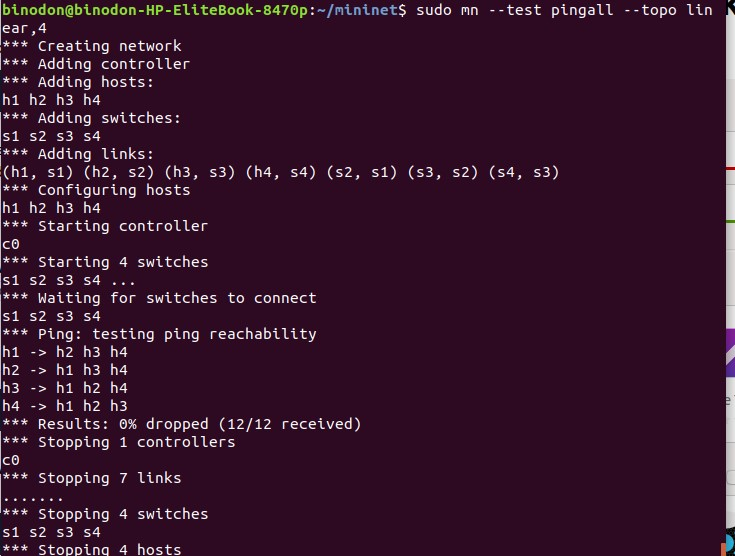 binodon@binodon-HP-EliteBook-8470p:~/mininet$ sudo mn --test pingall --topo lin
ear,4
*** Creating network
*** Adding controller
*** Adding hosts:
h1 h2 h3 h4
*** Adding switches:
s1 s2 s3 s4
*** Adding links:
(h1, s1) (h2, s2) (h3, s3) (h4, s4) (s2, s1) (s3, s2) (s4, s3)
*** Configuring hosts
h1 h2 h3 h4
*** Starting controller
c0
*** Starting 4 switches
s1 s2 s3 s4 ...
*** Waiting for switches to connect
s1 s2 s3 s4
*** Ping: testing ping reachability
h1 -> h2 h3 h4
h2 -> h1 h3 h4
h3 -> h1 h2 h4
h4 -> h1 h2 h3
*** Results: 0% dropped (12/12 received)
*** Stopping 1 controllers
c0
*** Stopping 7 links
.......
*** Stopping 4 switches
s1 s2 s3 s4
*** Stopping 4 hosts